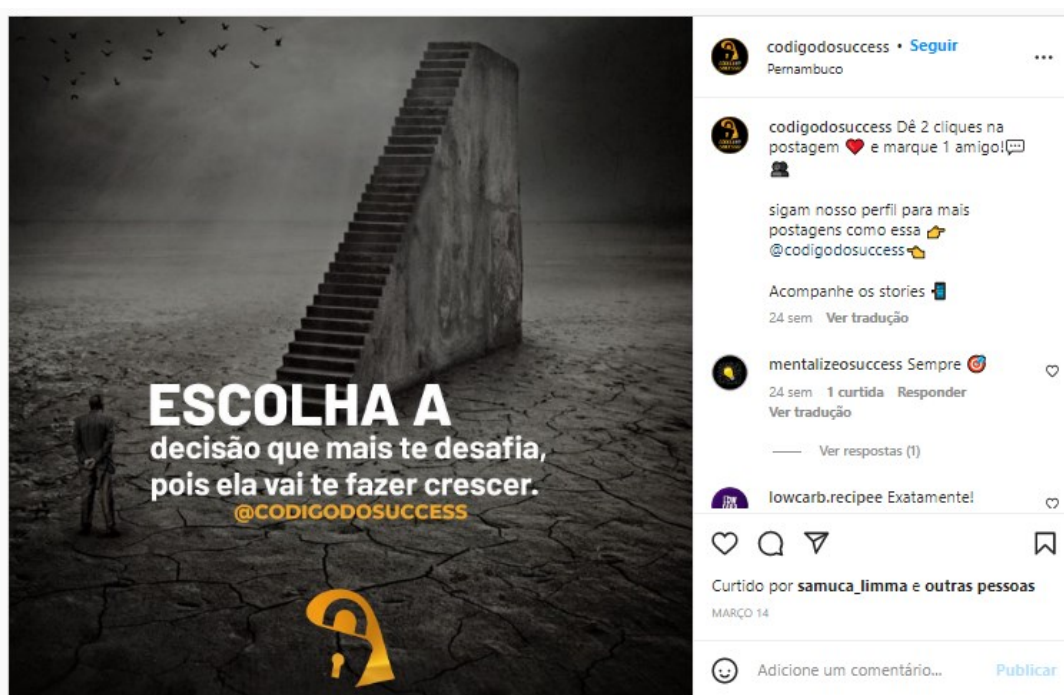 ESCOLHA A
decisão que mais te desafia,
pois ela vai te fazer crescer.
@CODIGODOSUCCESS
codigodosuccess • Seguir
Pernambuco
codigodosuccess Dê 2 cliques na
postagem ❤️ e marque 1 amigo!💬
👥
sigam nosso perfil para mais
postagens como essa 👉
@codigodosuccess👈
Acompanhe os stories 📲
24 sem Ver tradução
mentalizeosuccess Sempre 🎯
24 sem 1 curtida Responder
Ver tradução
Ver respostas (1)
lowcarb.recipee Exatamente!
Curtido por samuca_limma e outras pessoas
MARÇO 14
Adicione um comentário... Publicar